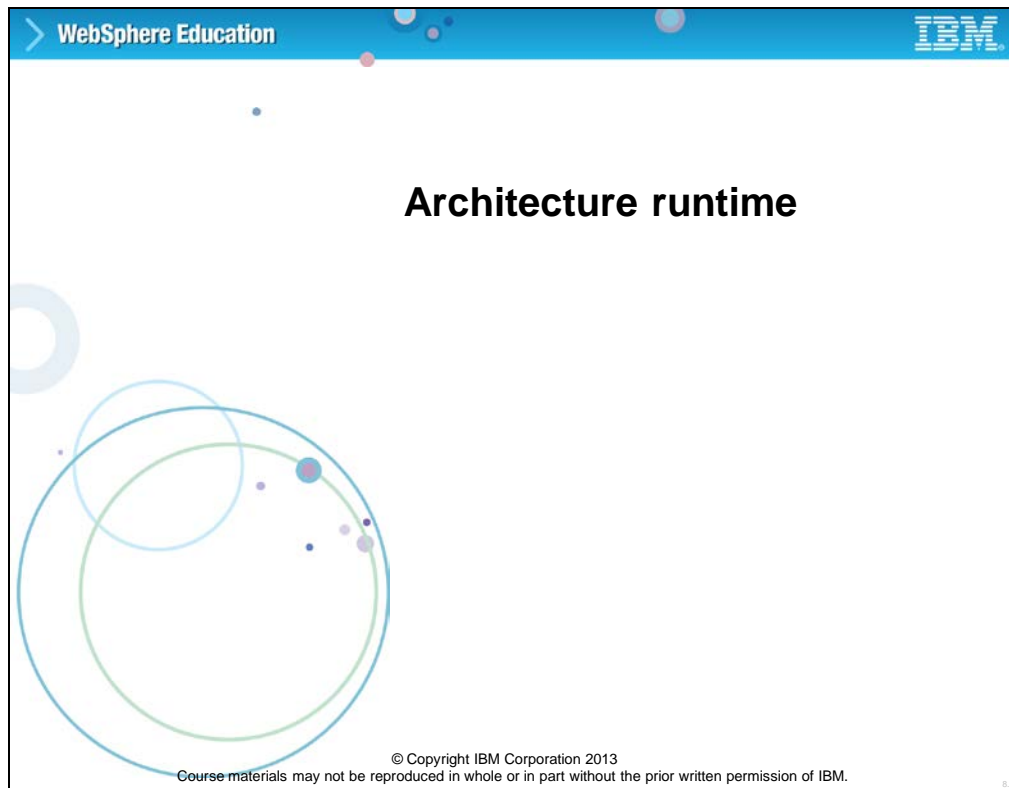 WebSphere Education
IBM
Architecture runtime
© Copyright IBM Corporation 2013
Course materials may not be reproduced in whole or in part without the prior written permission of IBM.